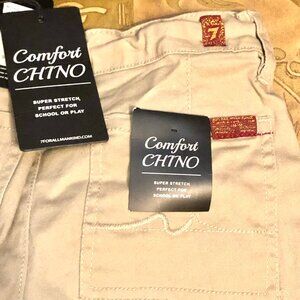 Comfort
CHINO
SUPER STRETCH,
PERFECT FOR
SCHOOL OR PLAY
7FORALLMANKIND.COM
7
Comfort
CHINO
SUPER STRETCH,
PERFECT FOR
SCHOOL OR PLAY